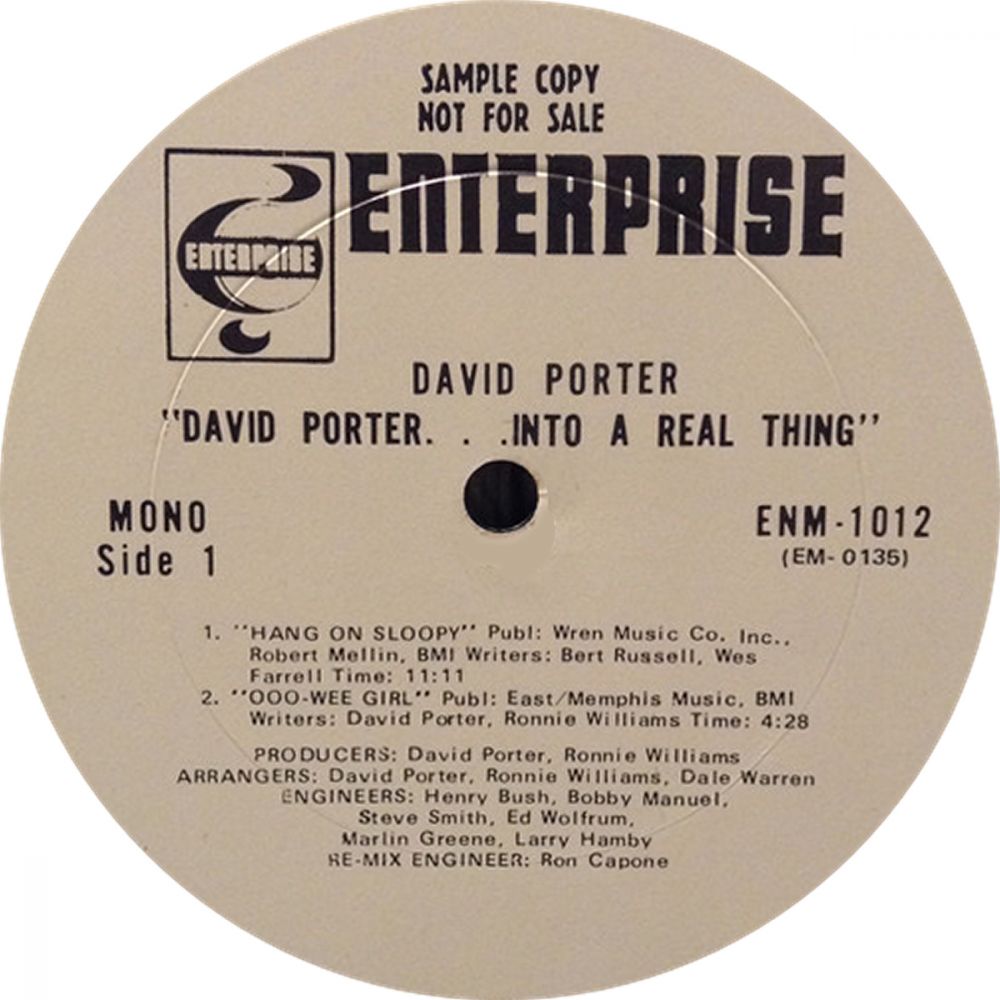 SAMPLE COPY
NOT FOR SALE
ENTERPRISE
ENTERPRISE
DAVID PORTER
"DAVID PORTER. . .INTO A REAL THING"
MONO
Side 1
ENM-1012
(EM-0135)
1. "HANG ON SLOOPY" Publ: Wren Music Co. Inc.,
Robert Mellin, BMI Writers: Bert Russell, Wes
Farrell Time: 11:11
2. "OOO-WEE GIRL" Publ: East/Memphis Music, BMI
Writers: David Porter, Ronnie Williams Time: 4:28
PRODUCERS: David Porter, Ronnie Williams
ARRANGERS: David Porter, Ronnie Williams, Dale Warren
ENGINEERS: Henry Bush, Bobby Manuel,
Steve Smith, Ed Wolfrum,
Marlin Greene, Larry Hamby
RE-MIX ENGINEER: Ron Capone